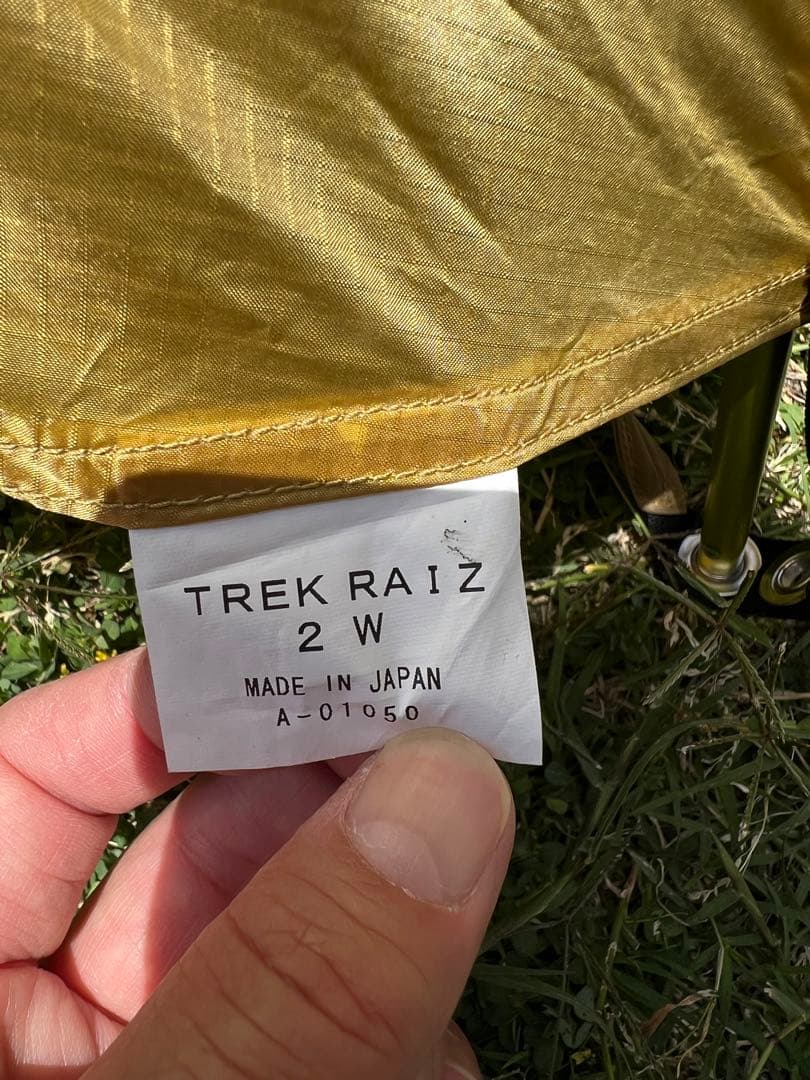 TREK RAIZ
2 W
MADE IN JAPAN
A-01050